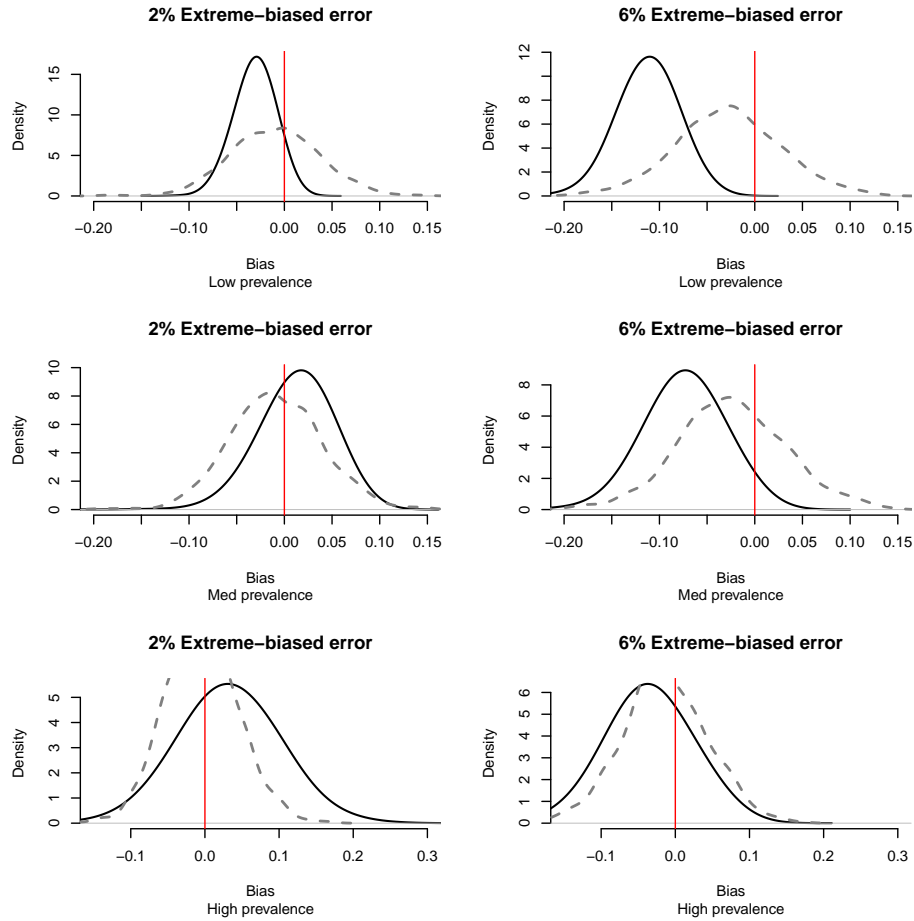 2% Extreme−biased error
6% Extreme−biased error
Density
0 5 10 15
−0.20 −0.10 0.00 0.05 0.10 0.15
Bias
Low prevalence
Density
0 2 4 6 8 12
−0.20 −0.10 0.00 0.05 0.10 0.15
Bias
Low prevalence
2% Extreme−biased error
6% Extreme−biased error
Density
0 2 4 6 8 10
−0.20 −0.10 0.00 0.05 0.10 0.15
Bias
Med prevalence
Density
0 2 4 6 8
−0.20 −0.10 0.00 0.05 0.10 0.15
Bias
Med prevalence
2% Extreme−biased error
6% Extreme−biased error
Density
0 1 2 3 4 5
−0.1 0.0 0.1 0.2 0.3
Bias
High prevalence
Density
0 1 2 3 4 5 6
−0.1 0.0 0.1 0.2 0.3
Bias
High prevalence